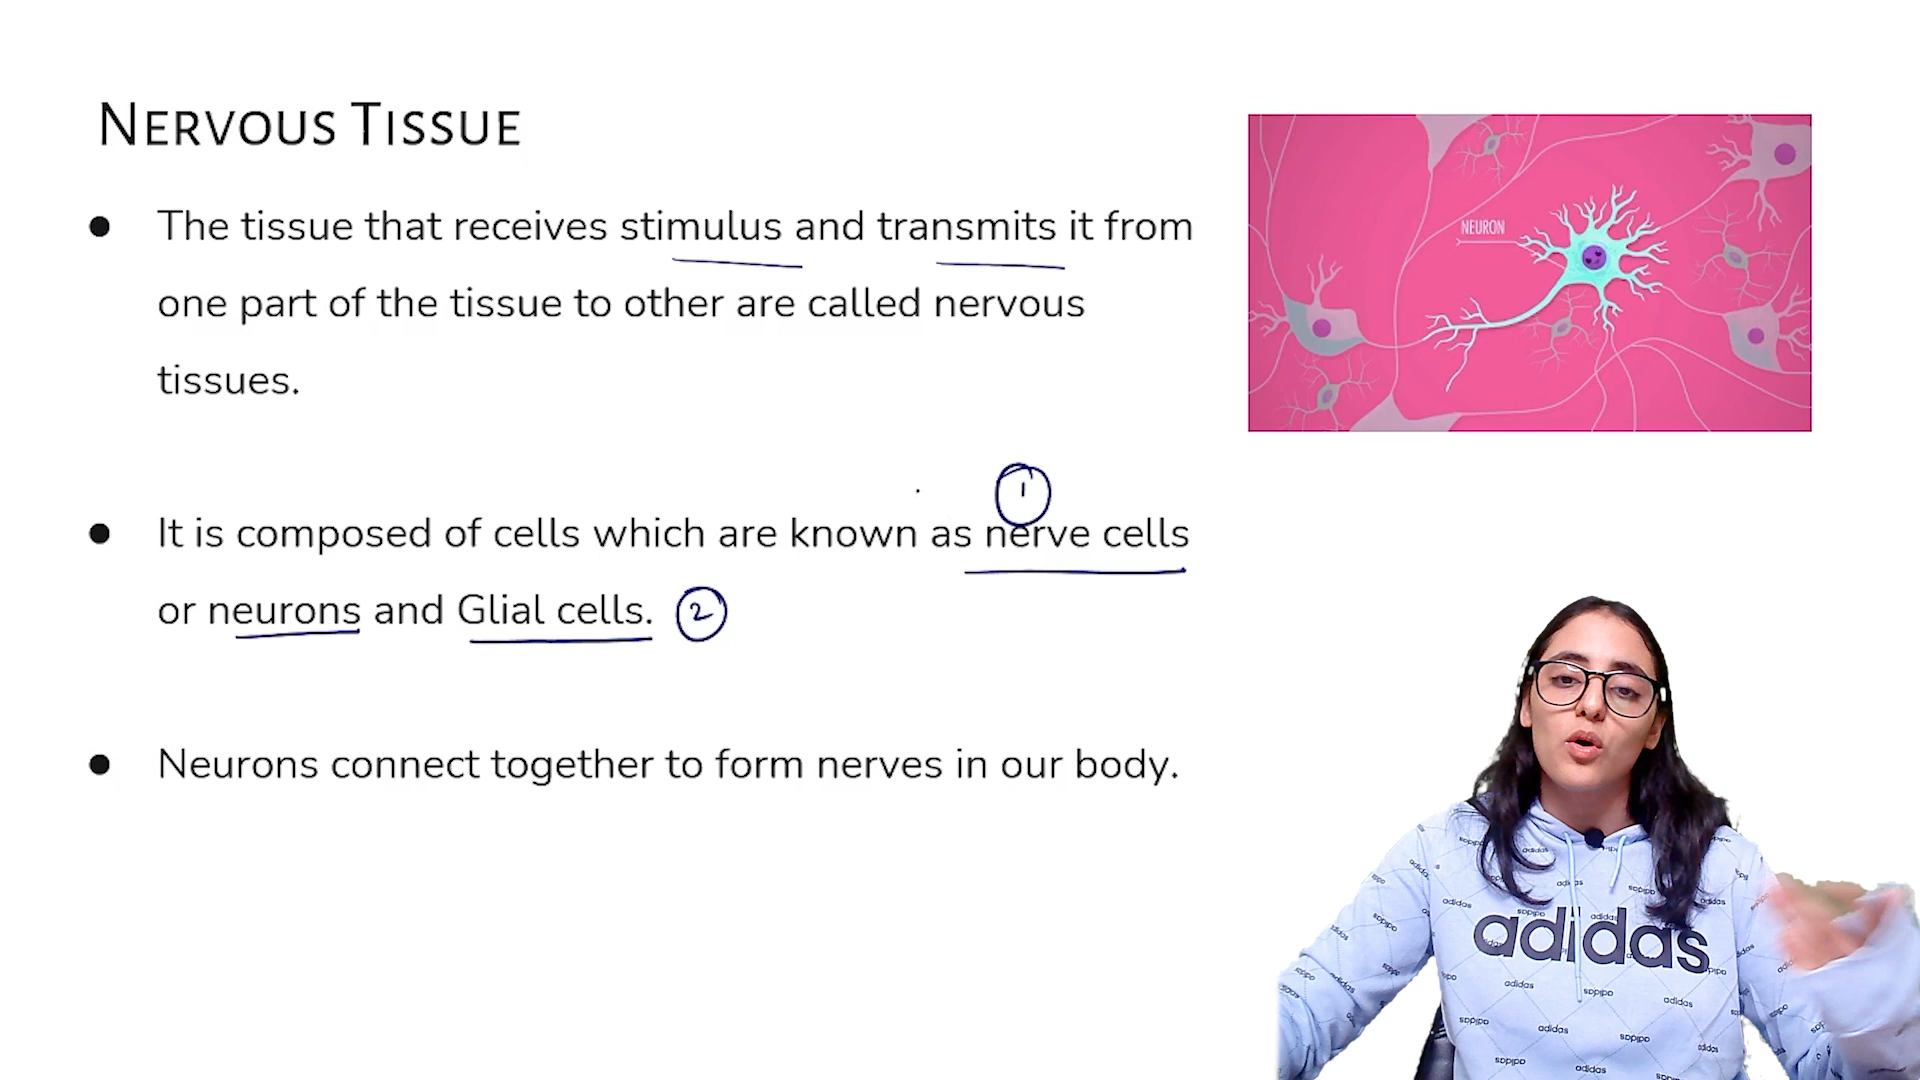 NERVOUS TISSUE
● The tissue that receives stimulus and transmits it from
one part of the tissue to other are called nervous
tissues.
NEURON
1
● It is composed of cells which are known as nerve cells
or neurons and Glial cells. 2
● Neurons connect together to form nerves in our body.
adidas